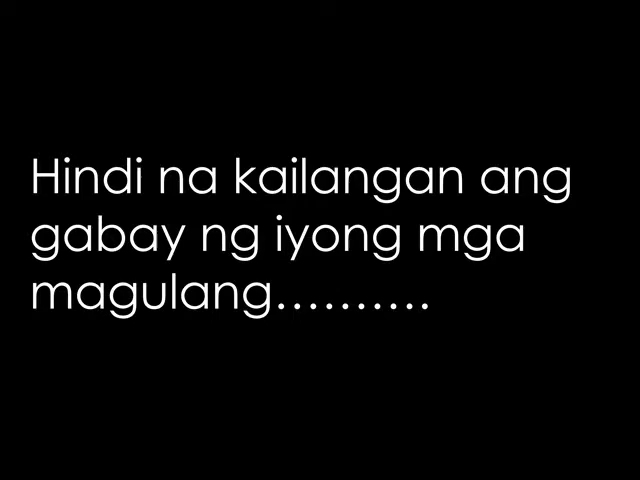 Hindi na kailangan ang
gabay ng iyong mga
magulang..........